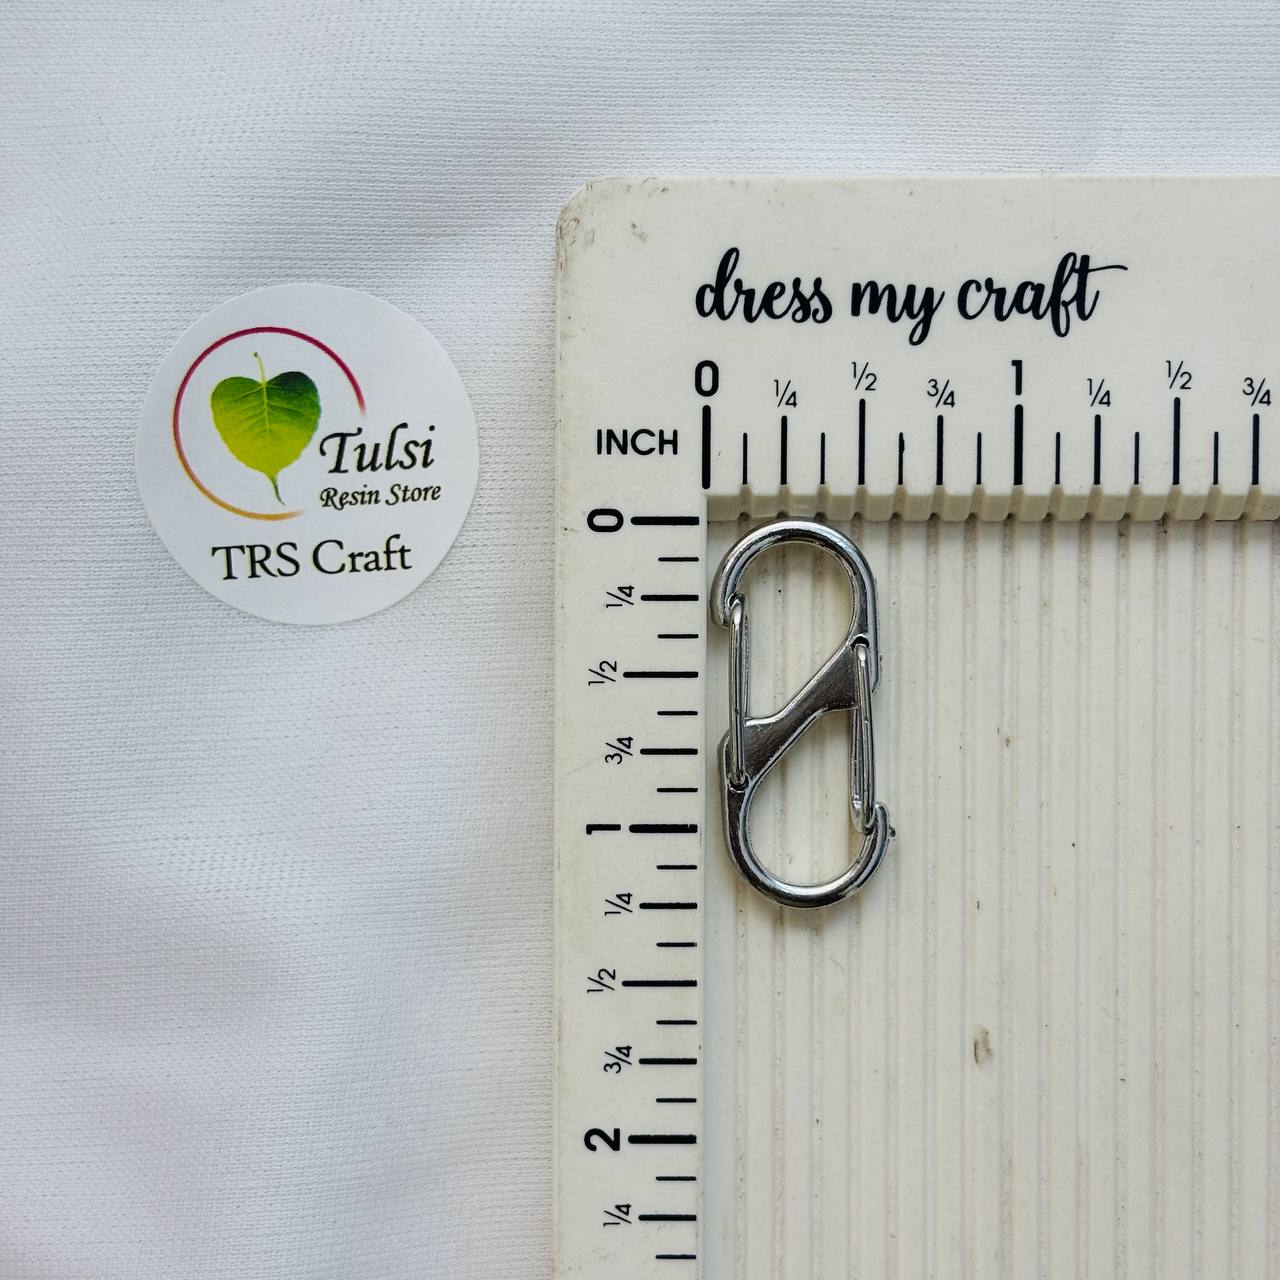 Tulsi
Resin Store
TRS Craft
dress my craft
0 1/4 1/2 3/4 1 1/4 1/2 3/4
INCH
0
1/4
1/2
3/4
1
1/4
1/2
3/4
2
1/4